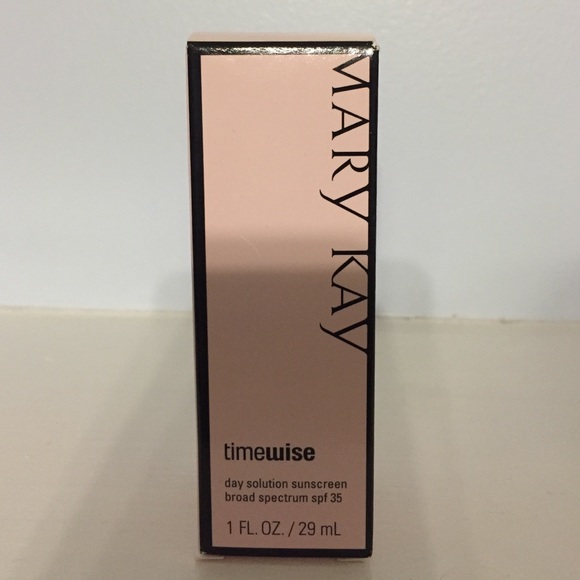 MARY KAY
timewise
day solution sunscreen
broad spectrum spf 35
1 FL. OZ. / 29 mL